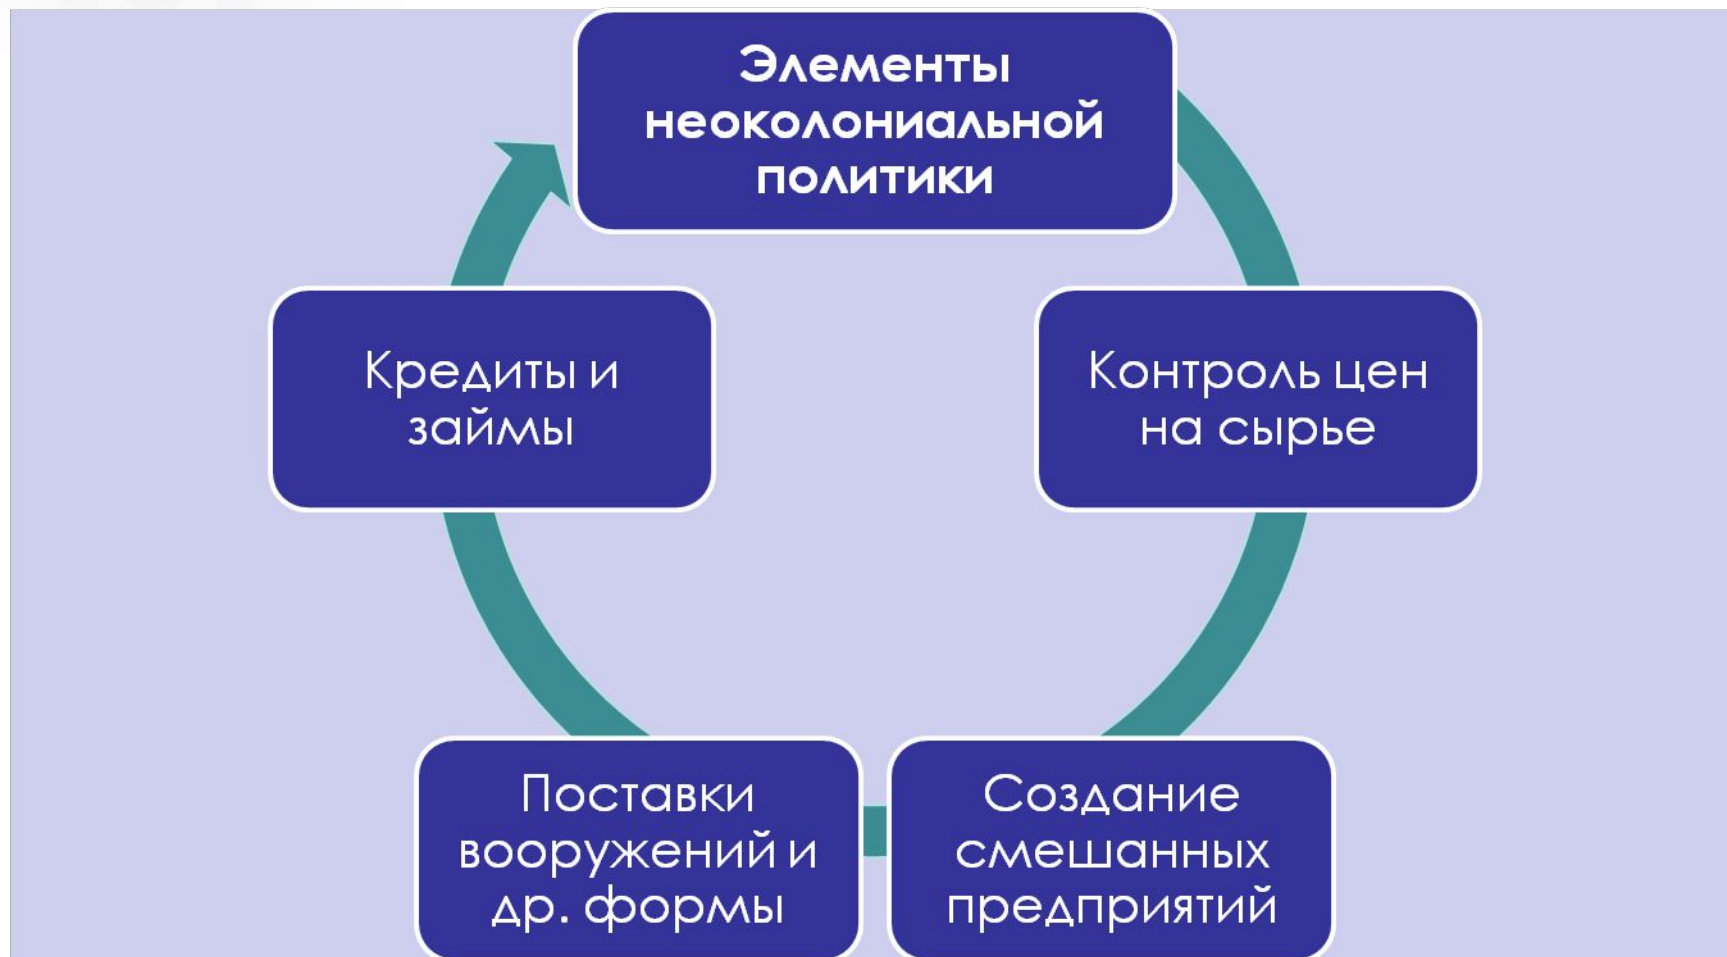 Элементы
неоколониальной
политики
Кредиты и
займы
Контроль цен
на сырье
Поставки
вооружений и
др. формы
Создание
смешанных
предприятий